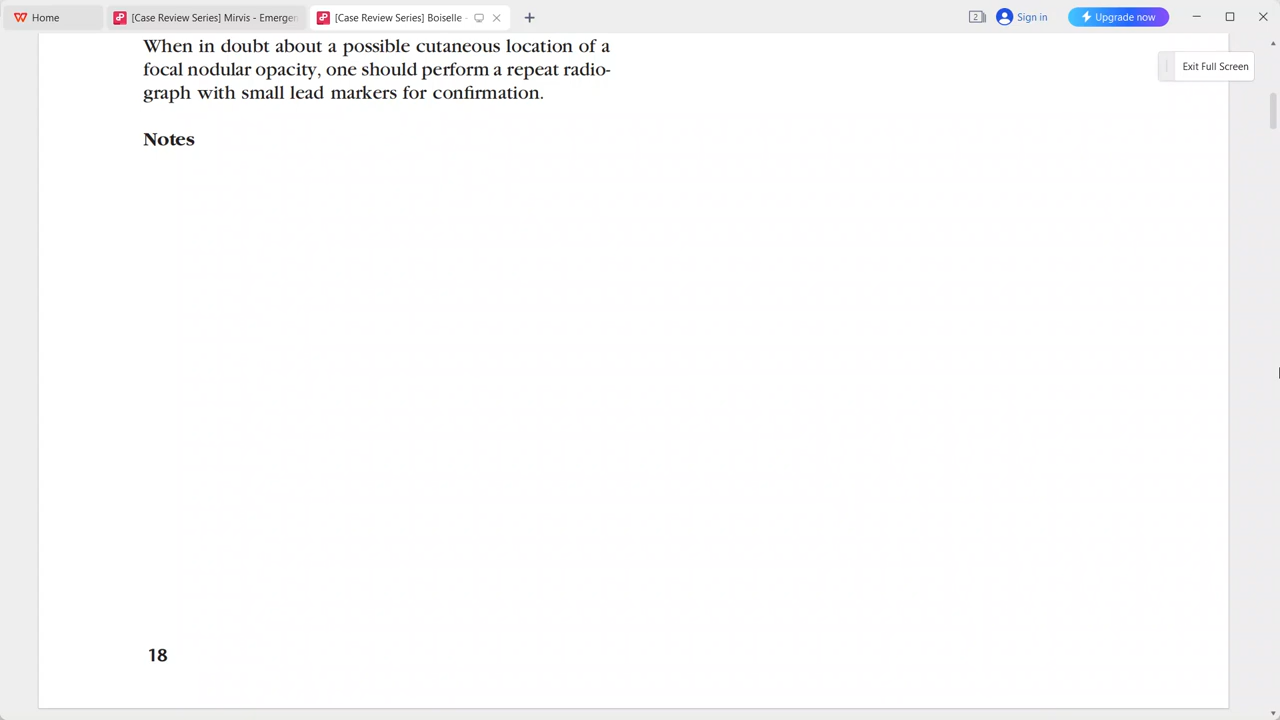 Home
[Case Review Series] Mirvis - Emergen
[Case Review Series] Boiselle -
2
Sign in
Upgrade now
Exit Full Screen
When in doubt about a possible cutaneous location of a
focal nodular opacity, one should perform a repeat radio-
graph with small lead markers for confirmation.
Notes
18